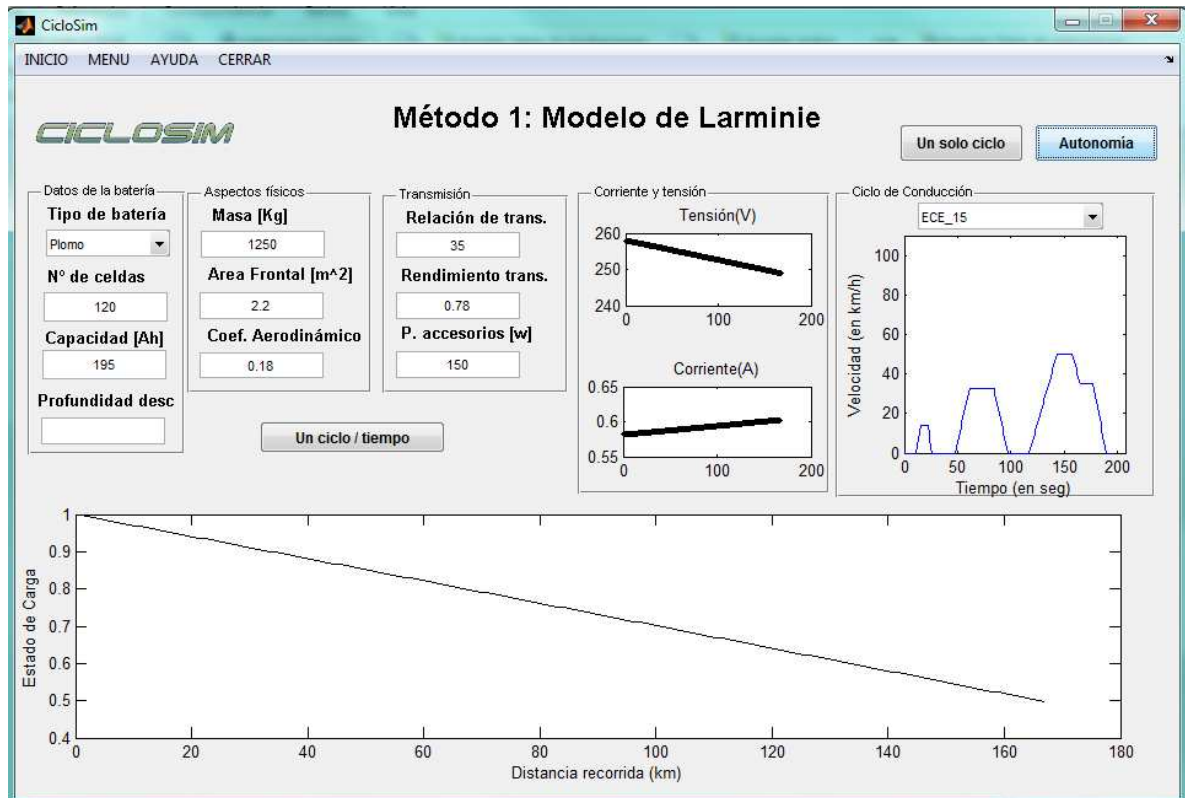 CicloSim
INICIO MENU AYUDA CERRAR
CICLOSIM
Método 1: Modelo de Larminie
Un solo ciclo
Autonomía
Datos de la batería
Tipo de batería
Plomo
Nº de celdas
120
Capacidad [Ah]
195
Profundidad desc
Aspectos físicos
Masa [Kg]
1250
Area Frontal [m^2]
2.2
Coef. Aerodinámico
0.18
Transmisión
Relación de trans.
35
Rendimiento trans.
0.78
P. accesorios [w]
150
Un ciclo / tiempo
Corriente y tensión
Tensión(V)
260
250
240
0 100 200
Corriente(A)
0.65
0.6
0.55
0 100 200
Ciclo de Conducción
ECE_15
100
80
60
40
20
0
Velocidad (en km/h)
0 50 100 150 200
Tiempo (en seg)
1
0.9
0.8
0.7
0.6
0.5
0.4
Estado de Carga
0 20 40 60 80 100 120 140 160 180
Distancia recorrida (km)